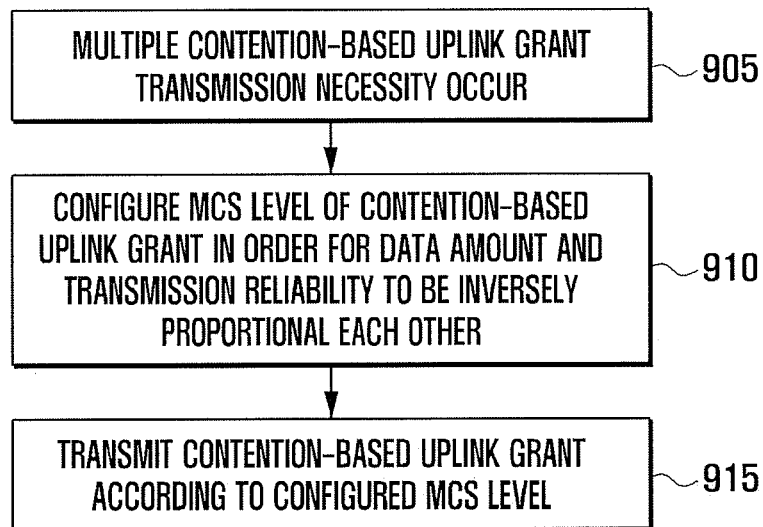 MULTIPLE CONTENTION-BASED UPLINK GRANT
TRANSMISSION NECESSITY OCCUR
905
CONFIGURE MCS LEVEL OF CONTENTION-BASED
UPLINK GRANT IN ORDER FOR DATA AMOUNT AND
TRANSMISSION RELIABILITY TO BE INVERSELY
PROPORTIONAL EACH OTHER
910
TRANSMIT CONTENTION-BASED UPLINK GRANT
ACCORDING TO CONFIGURED MCS LEVEL
915